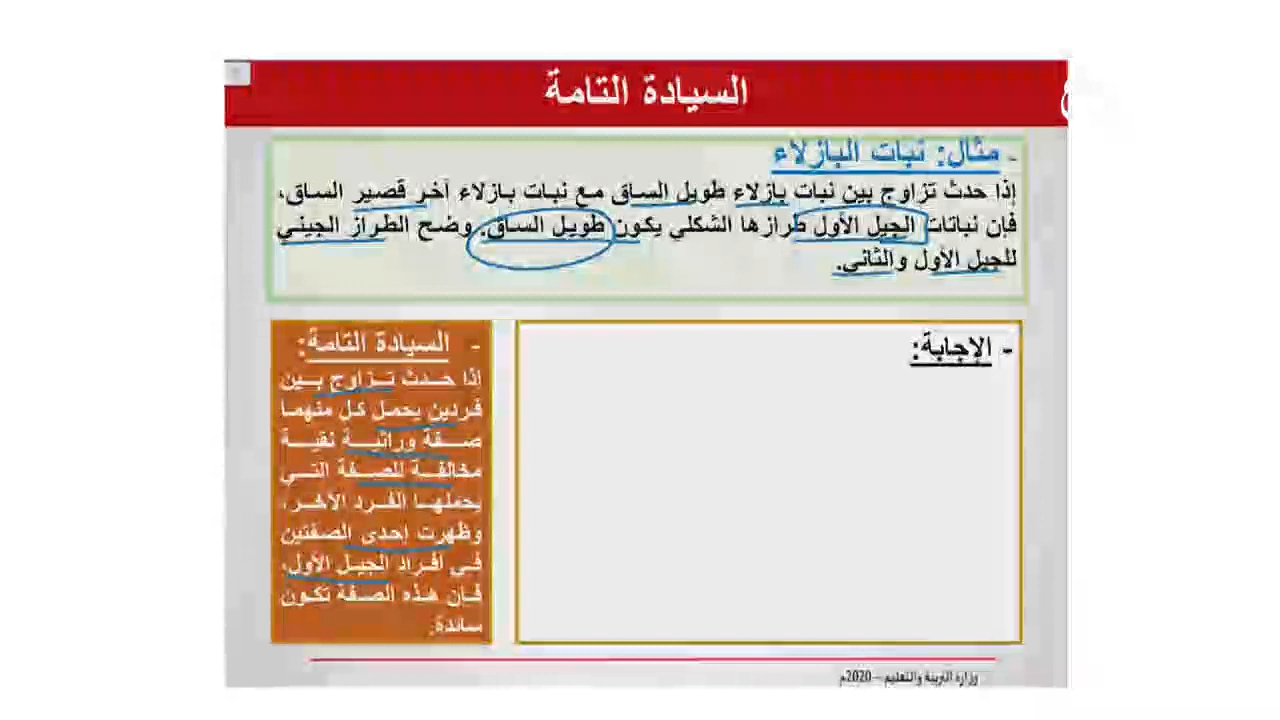 السيادة التامة
- مثال: نبات البازلاء
إذا حدث تزاوج بين نبات بازلاء طويل الساق مع نبات بازلاء آخر قصير الساق،
فإن نباتات الجيل الأول طرازها الشكلي يكون طويل الساق. وضح الطراز الجيني
للجيل الأول والثاني.
- الإجابة:
- السيادة التامة:
إذا حدث تزاوج بين
فردين يحمل كل منهما
صفة وراثية نقية
مخالفة للصفة التي
يحملها الفرد الآخر،
وظهرت إحدى الصفتين
في أفراد الجيل الأول،
فإن هذه الصفة تكون
سائدة.
وزارة التربية والتعليم – 2020م